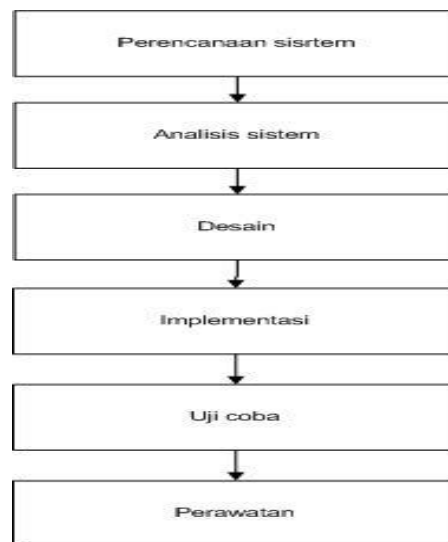 Perencanaan sisrtem
Analisis sistem
Desain
Implementasi
Uji coba
Perawatan